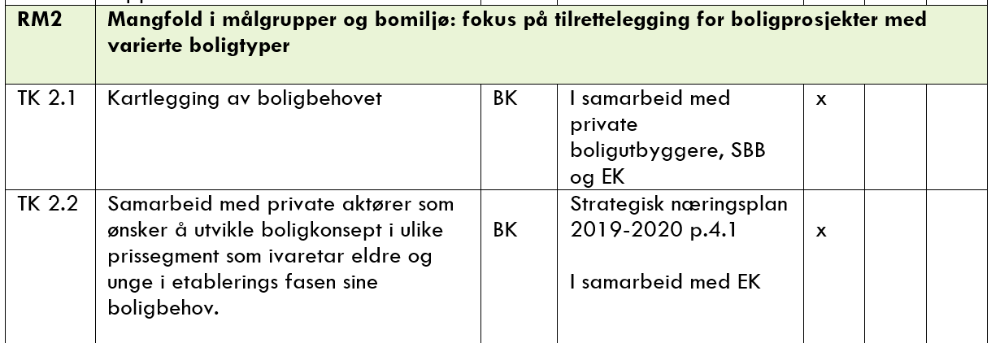 RM2 Mangfold i målgrupper og bomiljø: fokus på tilrettelegging for boligprosjekter med
varierte boligtyper
TK 2.1 Kartlegging av boligbehovet BK I samarbeid med x
private
boligutbyggere, SBB
og EK
TK 2.2 Samarbeid med private aktører som Strategisk næringsplan
ønsker å utvikle boligkonsept i ulike BK 2019-2020 p.4.1 x
prissegment som ivaretar eldre og
unge i etablerings fasen sine I samarbeid med EK
boligbehov.